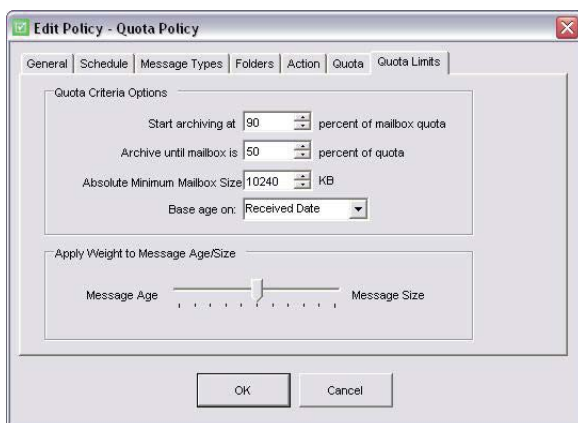 Edit Policy - Quota Policy
General Schedule Message Types Folders Action Quota Quota Limits
Quota Criteria Options
Start archiving at 90 percent of mailbox quota
Archive until mailbox is 50 percent of quota
Absolute Minimum Mailbox Size 10240 KB
Base age on: Received Date
Apply Weight to Message Age/Size
Message Age Message Size
OK Cancel